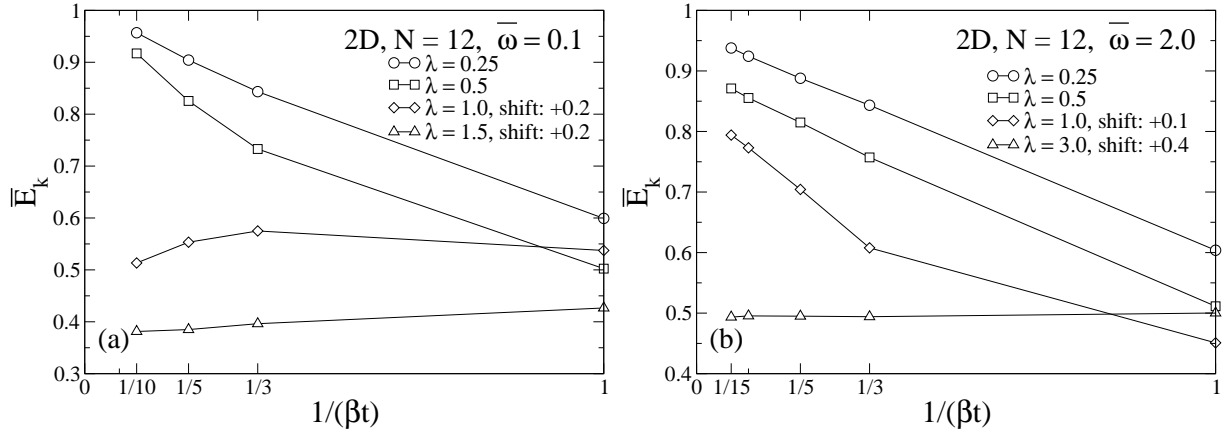 2D, N = 12, ω̅ = 0.1
λ = 0.25
λ = 0.5
λ = 1.0, shift: +0.2
λ = 1.5, shift: +0.2
1
0.9
0.8
0.7
0.6
0.5
0.4
0.3
E̅k
(a)
0 1/10 1/5 1/3 1
1/(βt)
2D, N = 12, ω̅ = 2.0
λ = 0.25
λ = 0.5
λ = 1.0, shift: +0.1
λ = 3.0, shift: +0.4
1
0.9
0.8
0.7
0.6
0.5
0.4
E̅k
(b)
0 1/15 1/5 1/3 1
1/(βt)